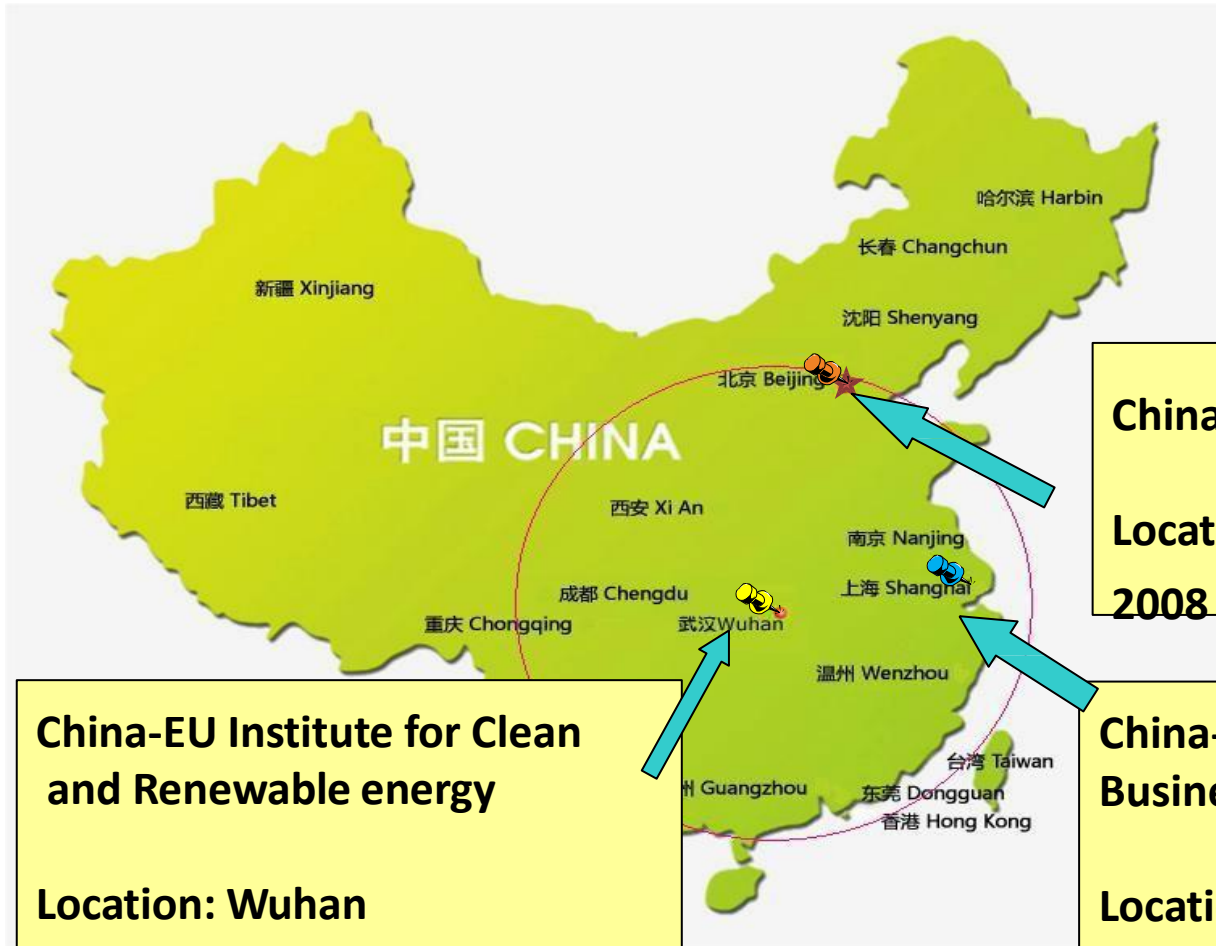 哈尔滨 Harbin
长春 Changchun
新疆 Xinjiang
沈阳 Shenyang
北京 Beijing
中国 CHINA
西藏 Tibet
西安 Xi An
南京 Nanjing
成都 Chengdu
上海 Shanghai
重庆 Chongqing
武汉Wuhan
温州 Wenzhou
台湾 Taiwan
州 Guangzhou
东莞 Dongguan
香港 Hong Kong
China
Locat
2008
China-EU Institute for Clean
and Renewable energy
Location: Wuhan
China-
Busine
Locati